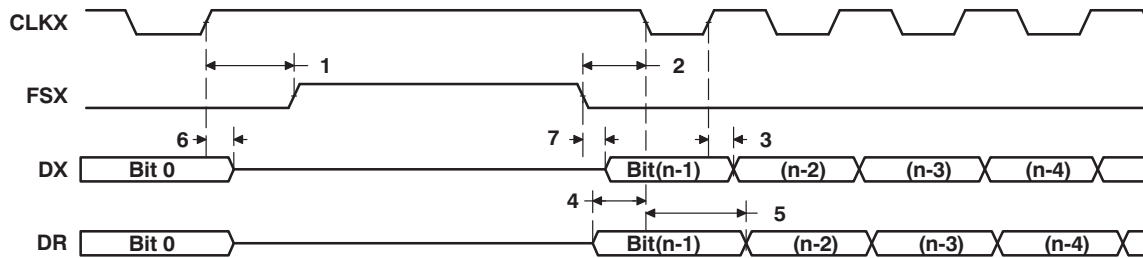 CLKX
1 2
FSX
6 7 3
DX Bit 0 Bit(n-1) (n-2) (n-3) (n-4)
4 5
DR Bit 0 Bit(n-1) (n-2) (n-3) (n-4)